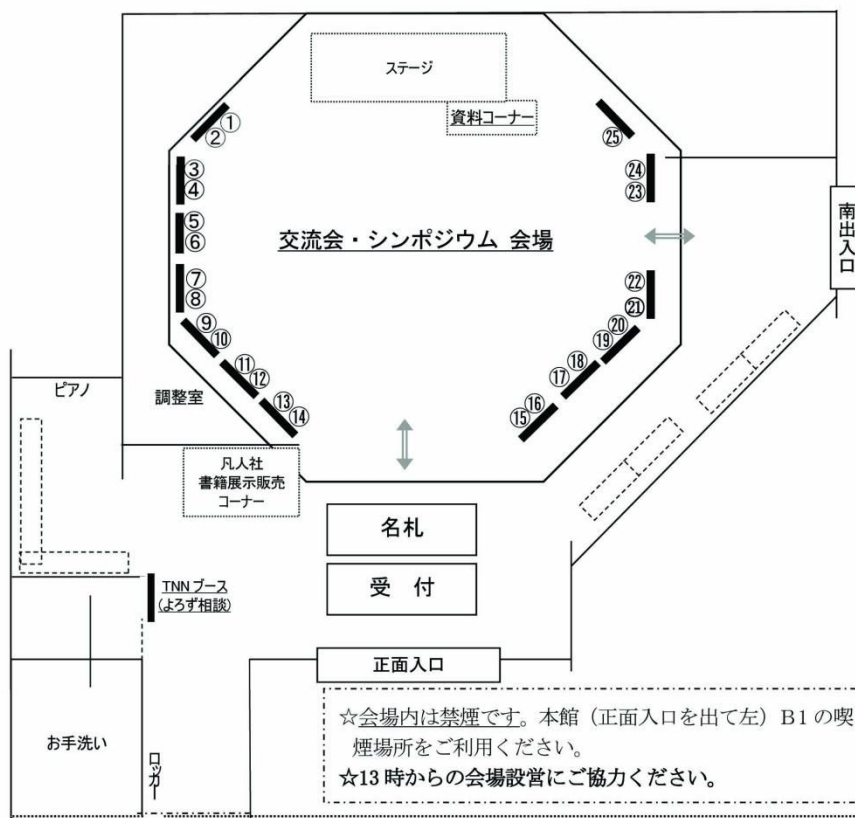 ステージ
資料コーナー
①
②
③
④
⑤
⑥
⑦
⑧
⑨
⑩
⑪
⑫
⑬
⑭
⑮
⑯
⑰
⑱
⑲
⑳
㉑
㉒
㉓
㉔
㉕
交流会・シンポジウム 会場
南出入口
ピアノ
調整室
凡人社
書籍展示販売
コーナー
名札
受　付
TNN ブース
(よろず相談)
正面入口
お手洗い
ロッカー
☆会場内は禁煙です。本館（正面入口を出て左）Ｂ１の喫
煙場所をご利用ください。
☆13 時からの会場設営にご協力ください。